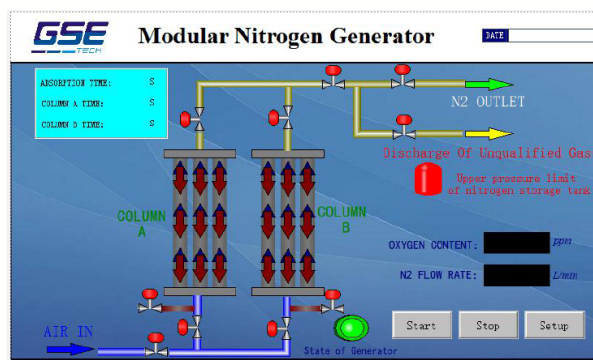 GSE
TECH
Modular Nitrogen Generator
DATE
ABSORPTION TIME: S
COLUMN A TIME: S
COLUMN B TIME: S
N2 OUTLET
Discharge Of Unqualified Gas
Upper pressure limit
of nitrogen storage tank
COLUMN
A
COLUMN
B
OXYGEN CONTENT: ppm
N2 FLOW RATE: L/min
AIR IN
State of Generator
Start
Stop
Setup